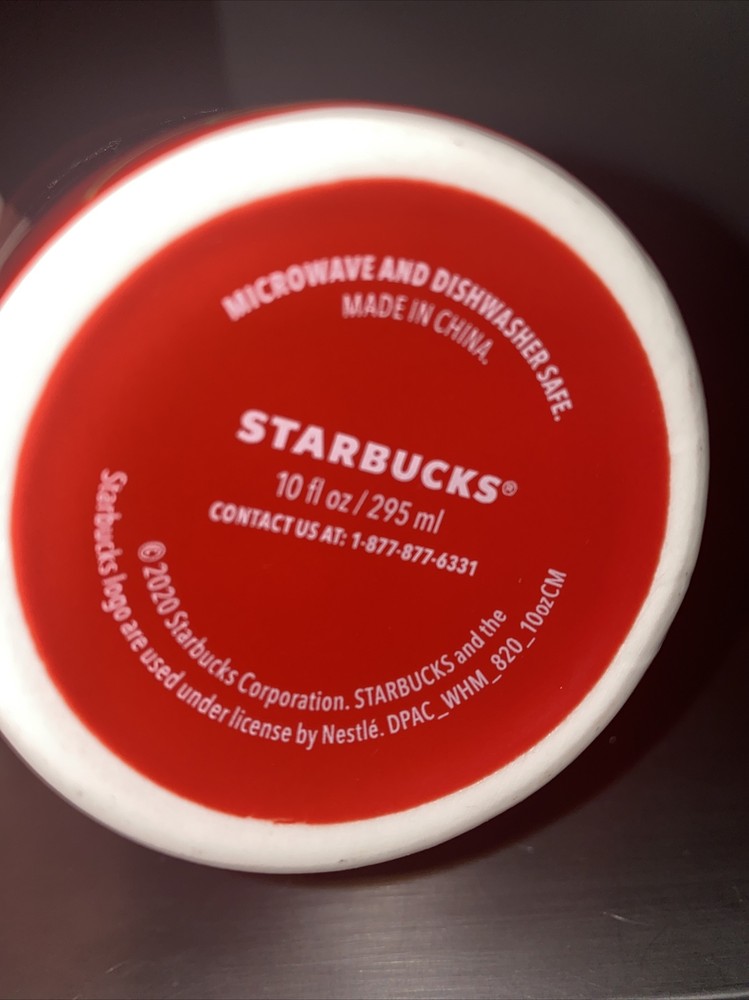 MICROWAVE AND DISHWASHER SAFE.
MADE IN CHINA.
STARBUCKS®
10 fl oz / 295 ml
CONTACT US AT: 1-877-877-6331
© 2020 Starbucks Corporation. STARBUCKS and the
Starbucks logo are used under license by Nestlé. DPAC_WHM_820_10ozCM